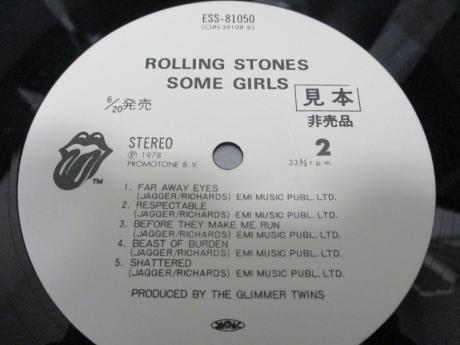 ESS-81050
(CUN-39108-B)
ROLLING STONES
SOME GIRLS
6/20発売
見本
非売品
STEREO
Ⓟ 1978
PROMOTONE B.V.
2
33⅓ r.p.m.
TM
1. FAR AWAY EYES
(JAGGER/RICHARDS) EMI MUSIC PUBL. LTD.
2. RESPECTABLE
(JAGGER/RICHARDS) EMI MUSIC PUBL. LTD.
3. BEFORE THEY MAKE ME RUN
(JAGGER/RICHARDS) EMI MUSIC PUBL. LTD.
4. BEAST OF BURDEN
(JAGGER/RICHARDS) EMI MUSIC PUBL. LTD.
5. SHATTERED
(JAGGER/RICHARDS) EMI MUSIC PUBL. LTD.
PRODUCED BY THE GLIMMER TWINS